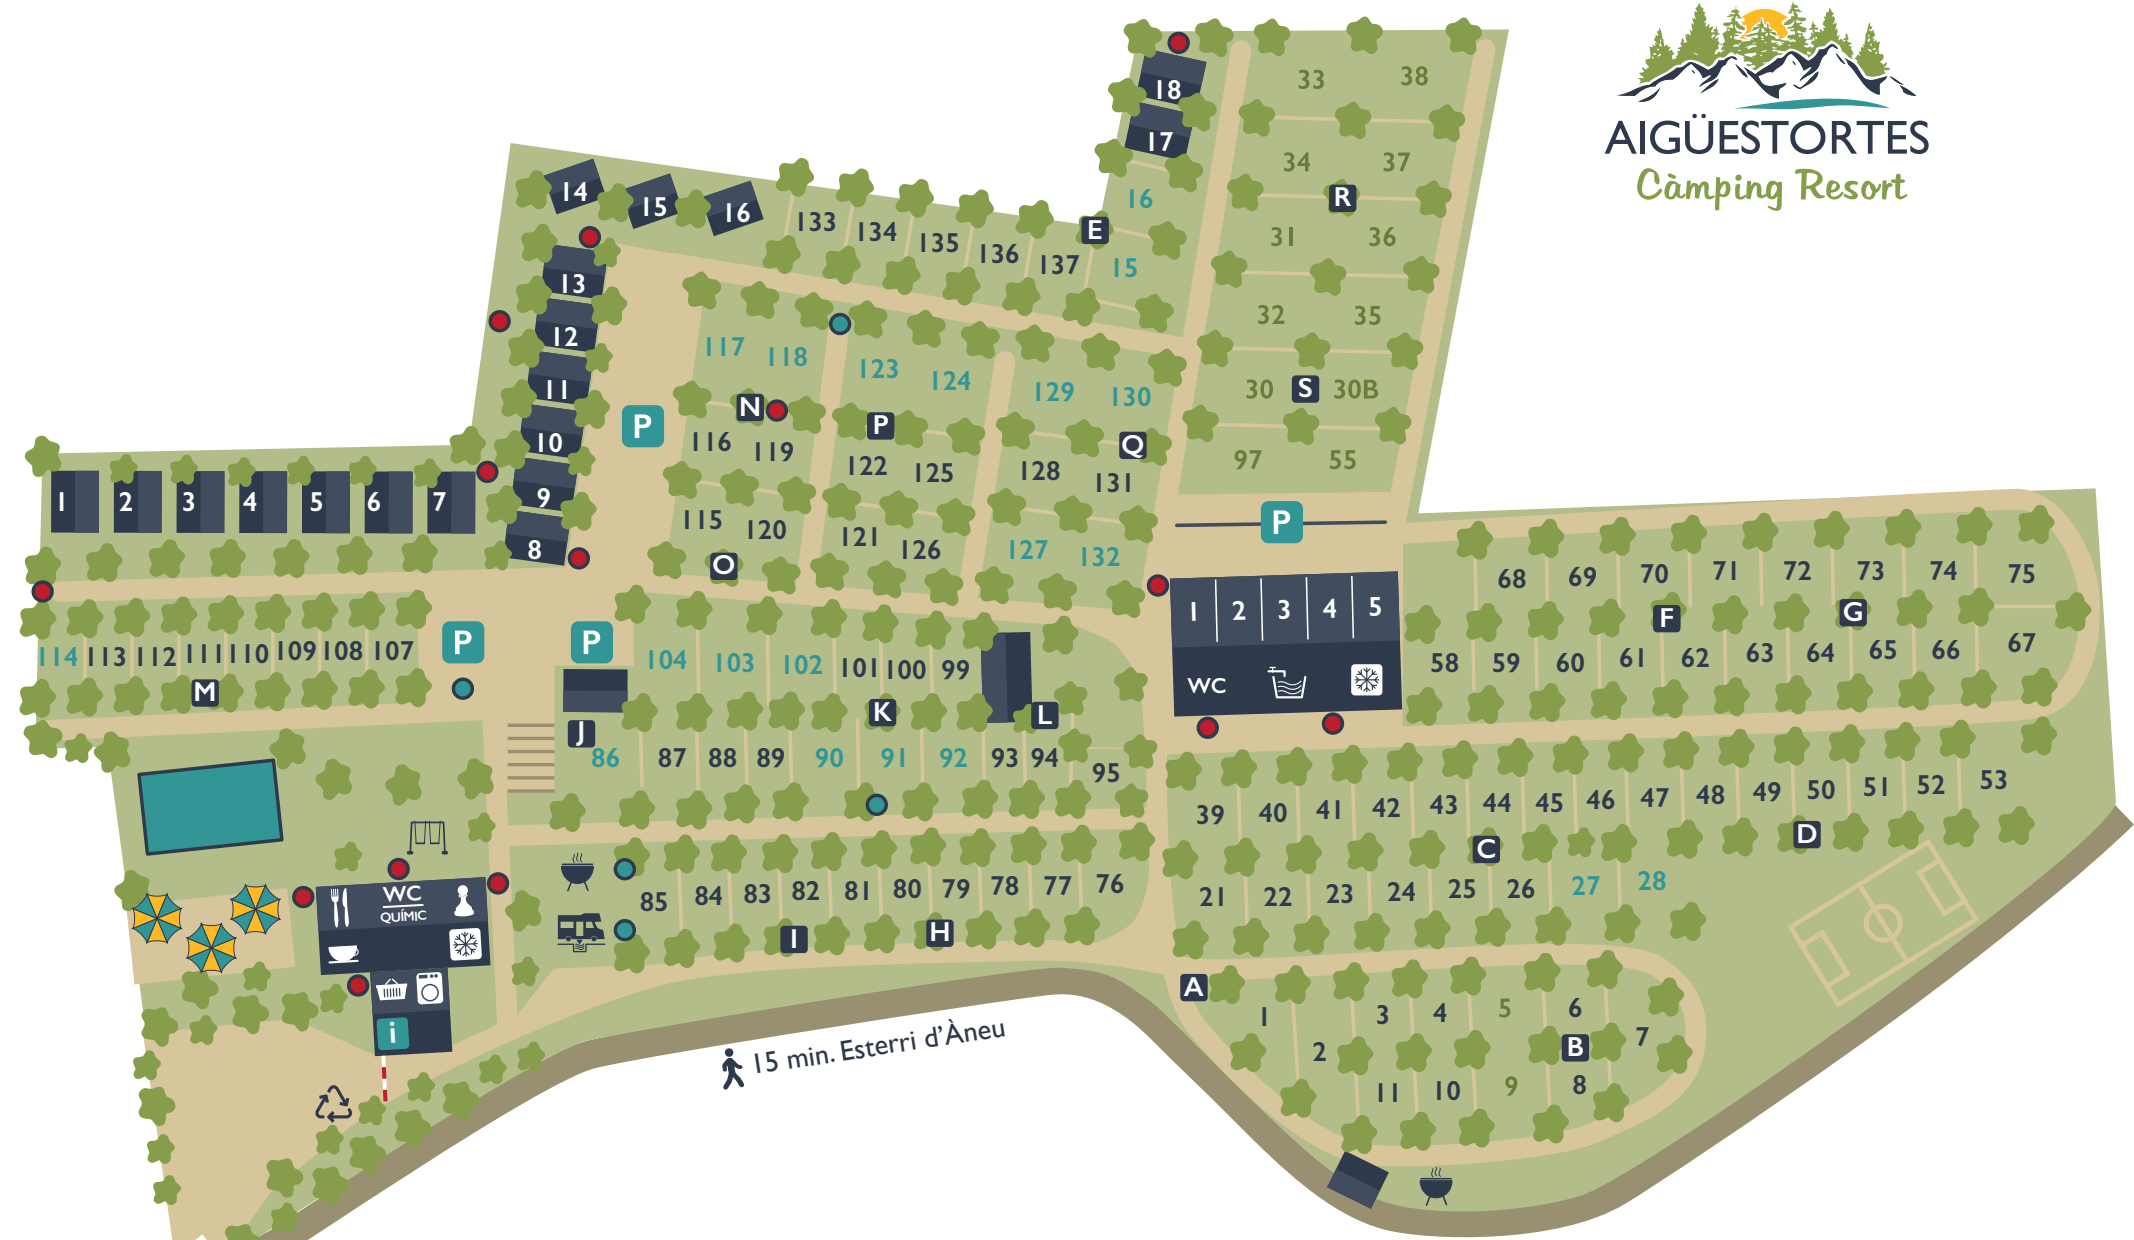 AIGÜESTORTES
Càmping Resort
18
17
33 38
34 37
R
31 36
32 35
30 S 30B
97 55
P
14 15 16
133 134 135 136 137 E 15
16
13
12
11
10
9
8
P
117 118 123 124 129 130
N P Q
116 119 122 125 128 131
115 120 121 126 127 132
O
1 2 3 4 5 6 7
114 113 112 111 110 109 108 107
M
P
P
104 103 102 101 100 99
J K L
86 87 88 89 90 91 92 93 94 95
1 2 3 4 5
WC
68 69 70 71 72 73 74 75
F G
58 59 60 61 62 63 64 65 66 67
39 40 41 42 43 44 45 46 47 48 49 50 51 52 53
C D
21 22 23 24 25 26 27 28
85 84 83 82 81 80 79 78 77 76
I H
WC
QUÍMIC
i
A
1 2 3 4 5 6 7
B
11 10 9 8
15 min. Esterri d’Àneu